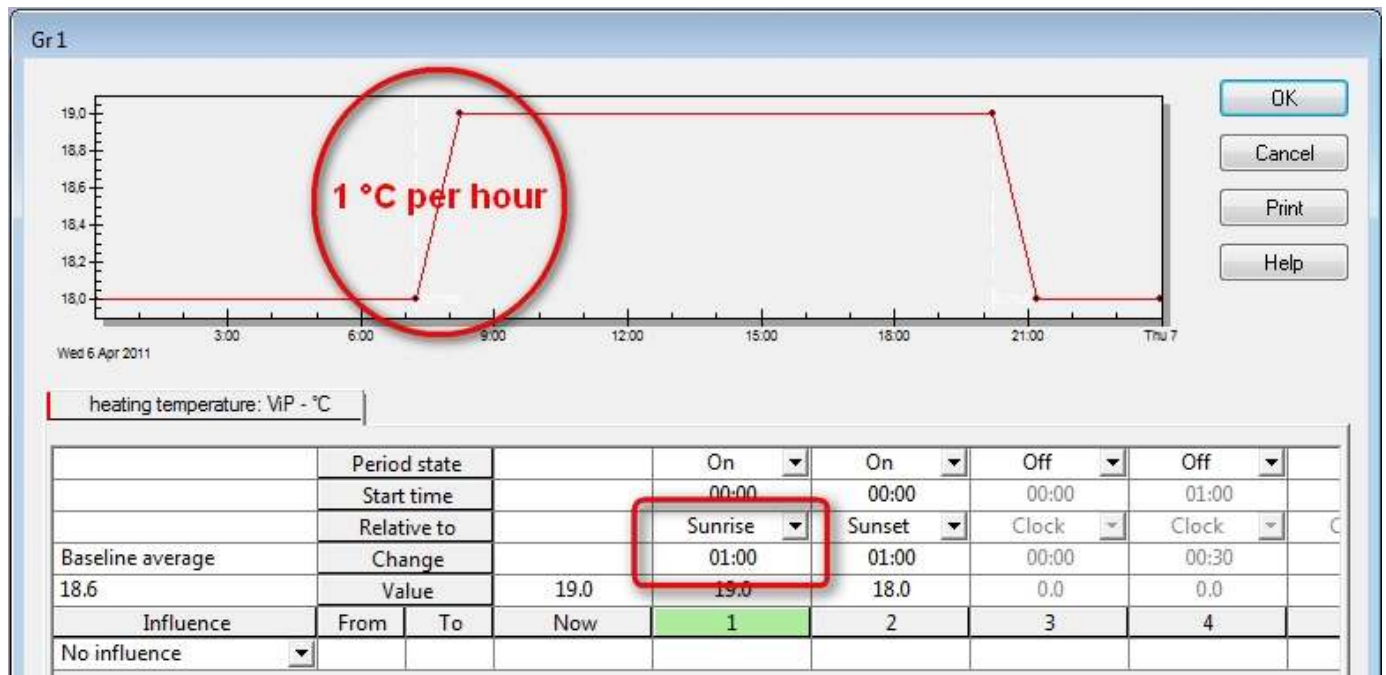 Gr 1
OK
Cancel
Print
Help
19,0
18,8
18,6
18,4
18,2
18,0
1 °C per hour
3:00 6:00 9:00 12:00 15:00 18:00 21:00 Thu 7
Wed 6 Apr 2011
heating temperature: ViP - °C
Period state On On Off Off
Start time 00:00 00:00 00:00 01:00
Relative to Sunrise Sunset Clock Clock
Baseline average Change 01:00 01:00 00:00 00:30
18.6 Value 19.0 19.0 18.0 0.0 0.0
Influence From To Now 1 2 3 4
No influence